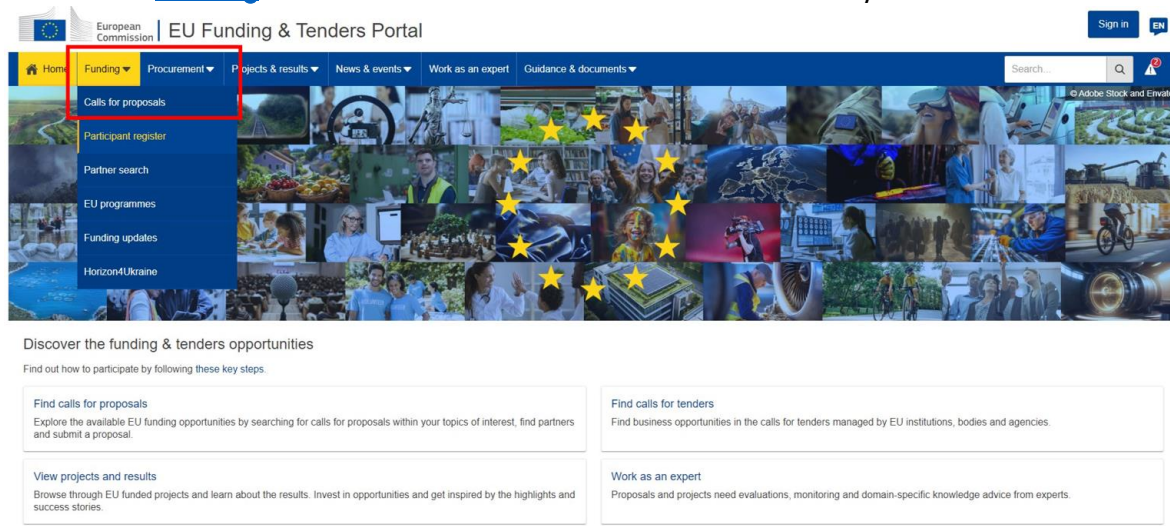 European
Commission
EU Funding & Tenders Portal
Sign in
EN
Home
Funding
Procurement
Projects & results
News & events
Work as an expert
Guidance & documents
Search...
2
Calls for proposals
© Adobe Stock and Envato
Participant register
Partner search
EU programmes
Funding updates
Horizon4Ukraine
Discover the funding & tenders opportunities
Find out how to participate by following these key steps.
Find calls for proposals
Explore the available EU funding opportunities by searching for calls for proposals within your topics of interest, find partners
and submit a proposal.
Find calls for tenders
Find business opportunities in the calls for tenders managed by EU institutions, bodies and agencies.
View projects and results
Browse through EU funded projects and learn about the results. Invest in opportunities and get inspired by the highlights and
success stories.
Work as an expert
Proposals and projects need evaluations, monitoring and domain-specific knowledge advice from experts.